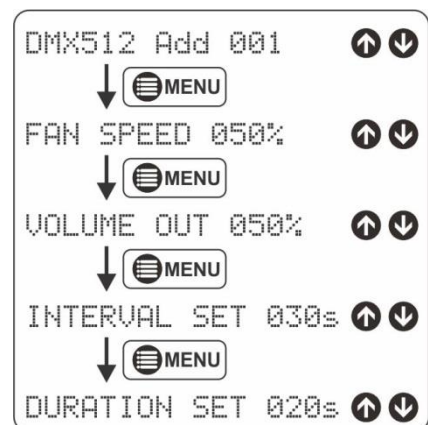 DMX512 Add 001
MENU
FAN SPEED 050%
MENU
VOLUME OUT 050%
MENU
INTERVAL SET 030s
MENU
DURATION SET 020s